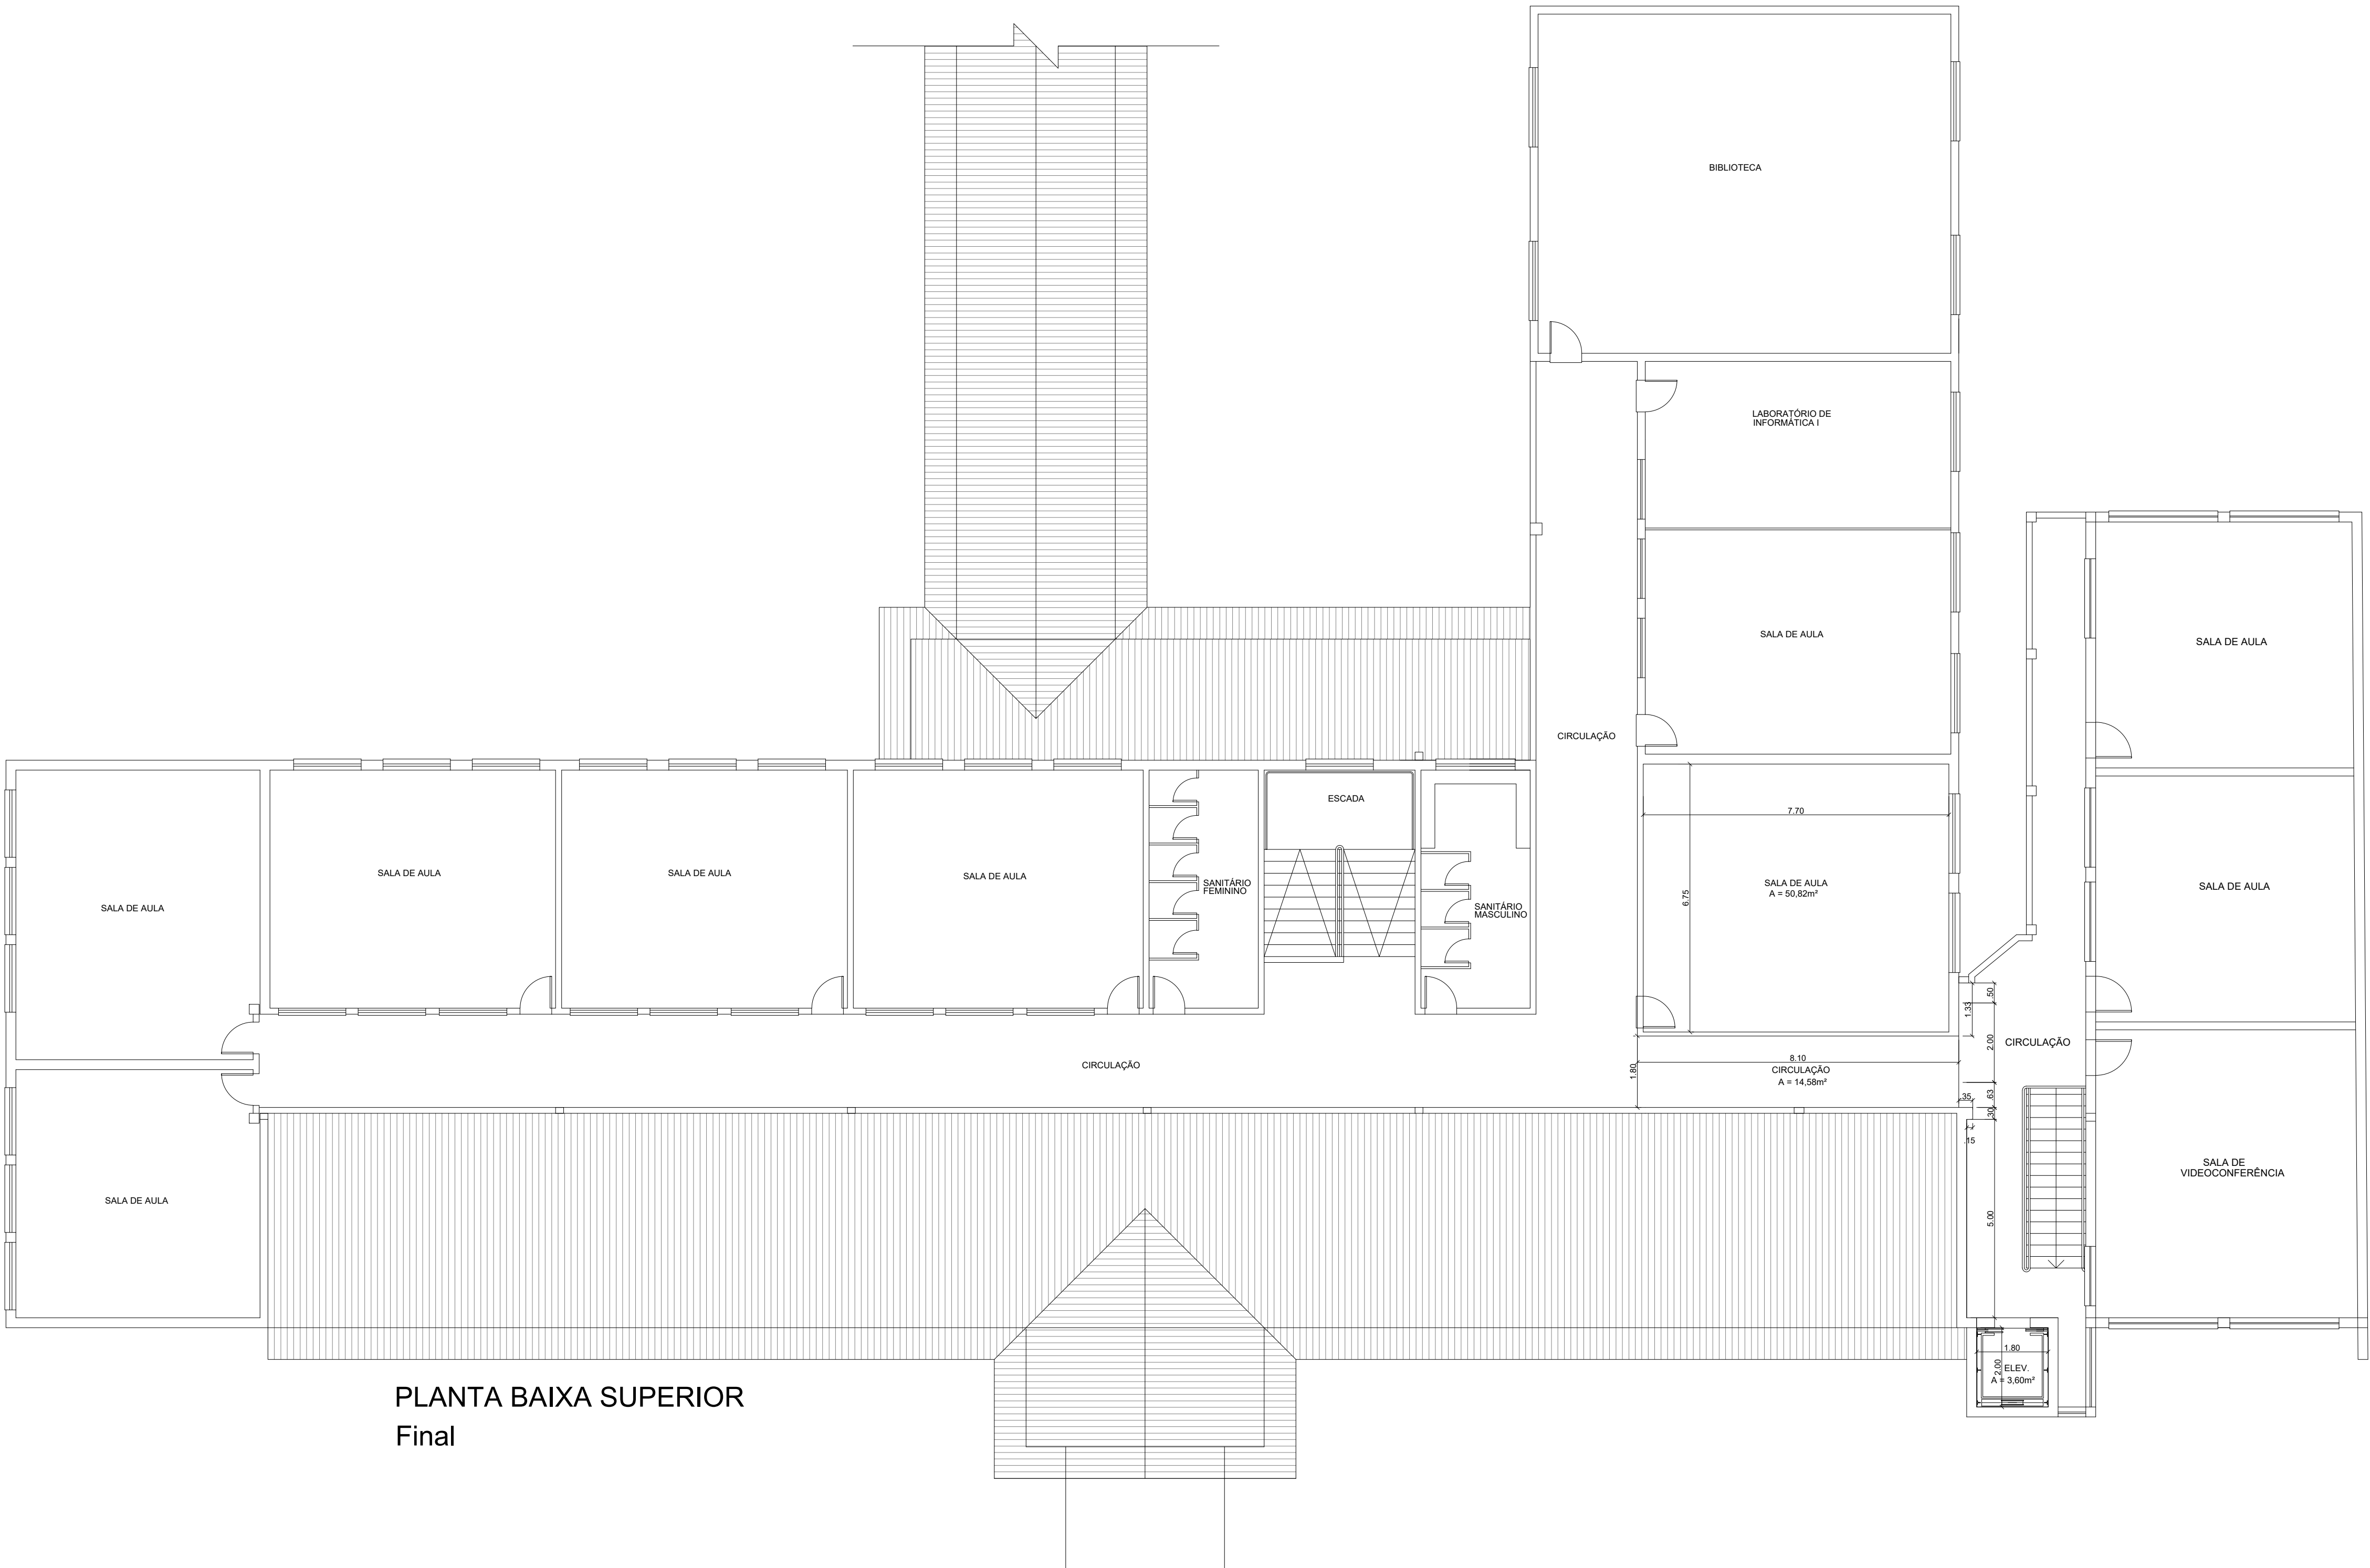 BIBLIOTECA
LABORATÓRIO DE
INFORMÁTICA I
SALA DE AULA
SALA DE AULA
CIRCULAÇÃO
ESCADA
7.70
6.75
SALA DE AULA
A = 50,82m²
SALA DE AULA
SALA DE AULA
SALA DE AULA
SALA DE AULA
SANITÁRIO
FEMININO
SANITÁRIO
MASCULINO
SALA DE AULA
SALA DE AULA
.50
1.33
2.00
CIRCULAÇÃO
CIRCULAÇÃO
8.10
1.80
CIRCULAÇÃO
A = 14,58m²
.35
.63
.30
.15
5.00
SALA DE
VIDEOCONFERÊNCIA
SALA DE AULA
1.80
2.00
ELEV.
A = 3,60m²
PLANTA BAIXA SUPERIOR
Final